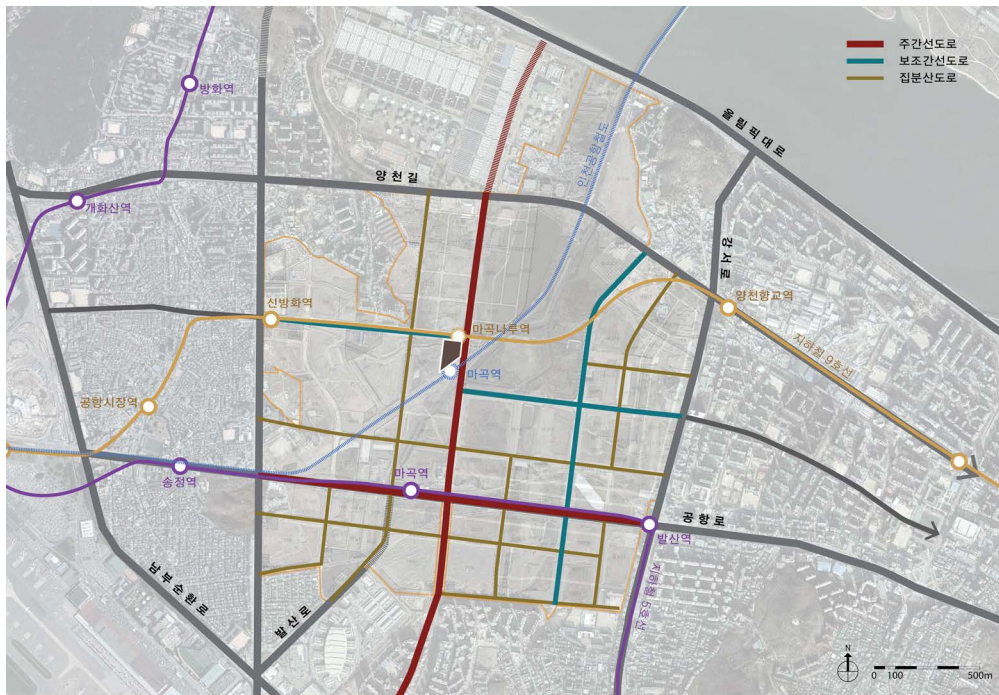 주간선도로
보조간선도로
집분산도로
방화역
올림픽대로
인천공항철도
양천길
개화산역
강서로
신방화역
양천향교역
마곡나루역
지하철 9호선
마곡역
공항시장역
마곡역
송정역
공항로
발산역
지하철 5호선
남부순환로
발산로
N
0 100 500m